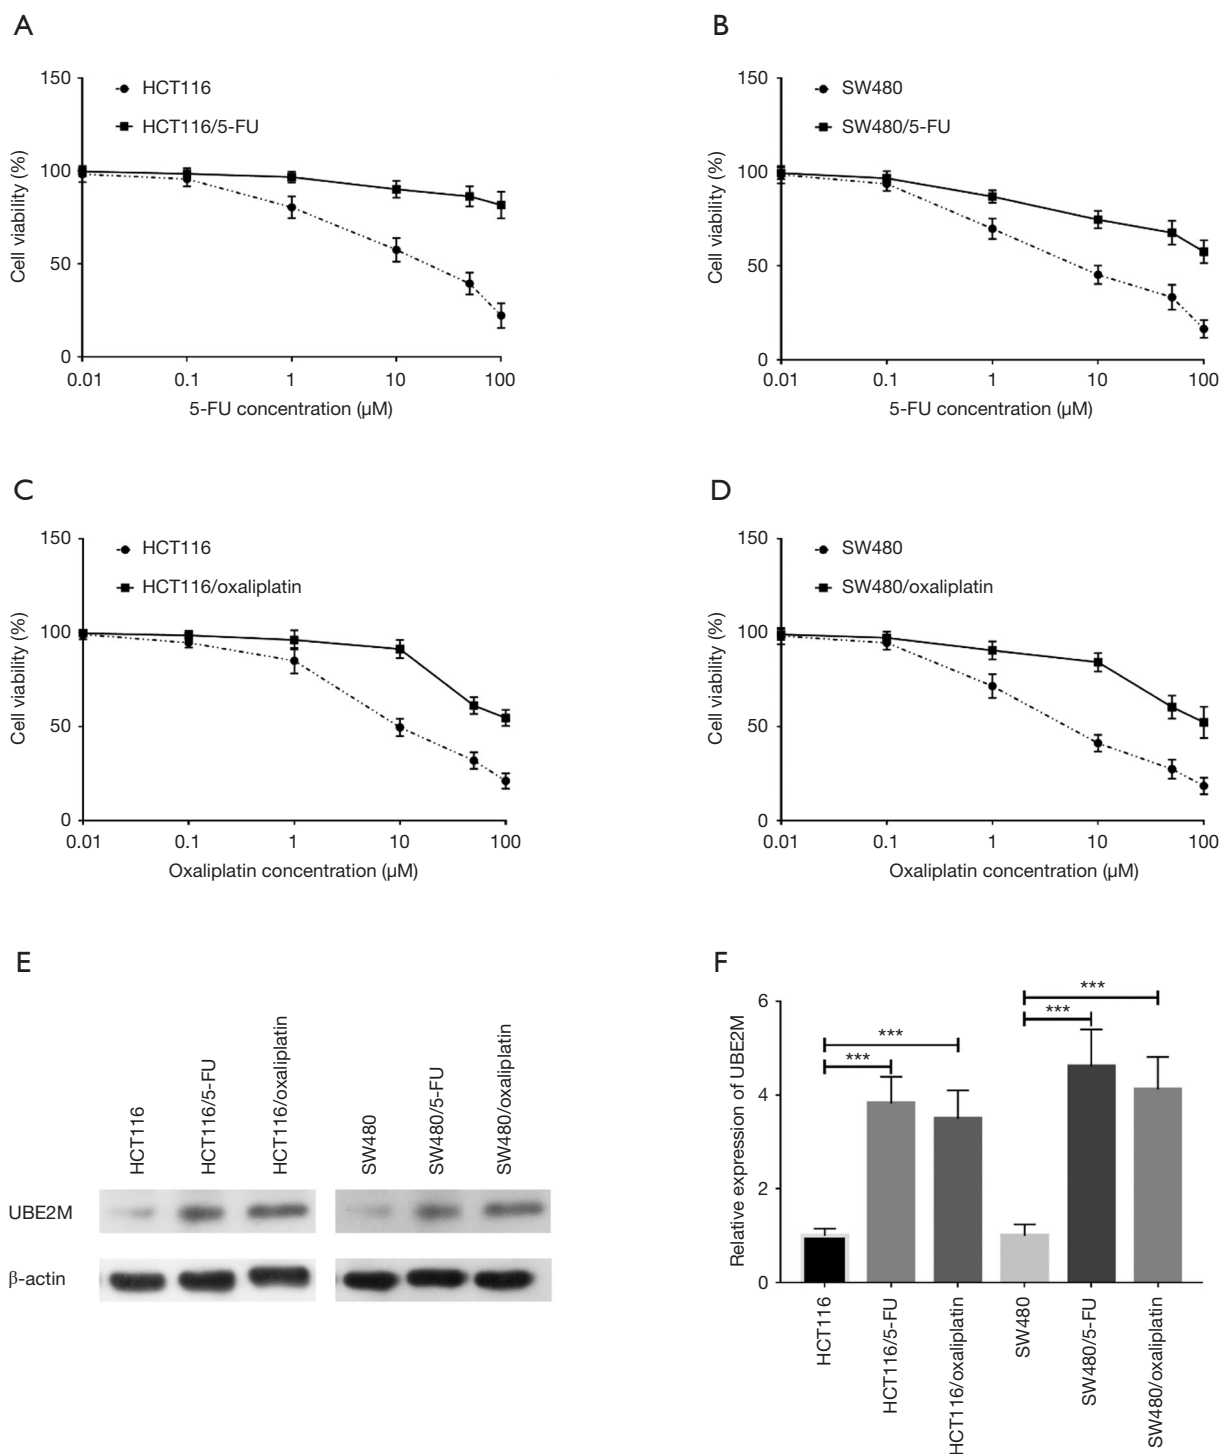 A
150
100
50
0
Cell viability (%)
HCT116
HCT116/5-FU
0.01 0.1 1 10 100
5-FU concentration (µM)
B
150
100
50
0
Cell viability (%)
SW480
SW480/5-FU
0.01 0.1 1 10 100
5-FU concentration (µM)
C
150
100
50
0
Cell viability (%)
HCT116
HCT116/oxaliplatin
0.01 0.1 1 10 100
Oxaliplatin concentration (µM)
D
150
100
50
0
Cell viability (%)
SW480
SW480/oxaliplatin
0.01 0.1 1 10 100
Oxaliplatin concentration (µM)
E
HCT116
HCT116/5-FU
HCT116/oxaliplatin
SW480
SW480/5-FU
SW480/oxaliplatin
UBE2M
β-actin
F
6
4
2
0
Relative expression of UBE2M
***
***
***
***
HCT116
HCT116/5-FU
HCT116/oxaliplatin
SW480
SW480/5-FU
SW480/oxaliplatin